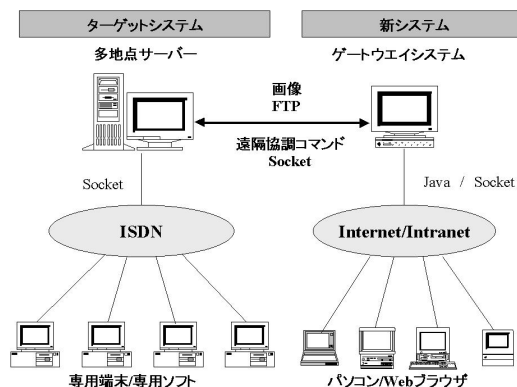 ターゲットシステム
新システム
多地点サーバー
ゲートウエイシステム
画像
FTP
遠隔協調コマンド
Socket
Socket
Java / Socket
ISDN
Internet/Intranet
専用端末/専用ソフト
パソコン/Webブラウザ